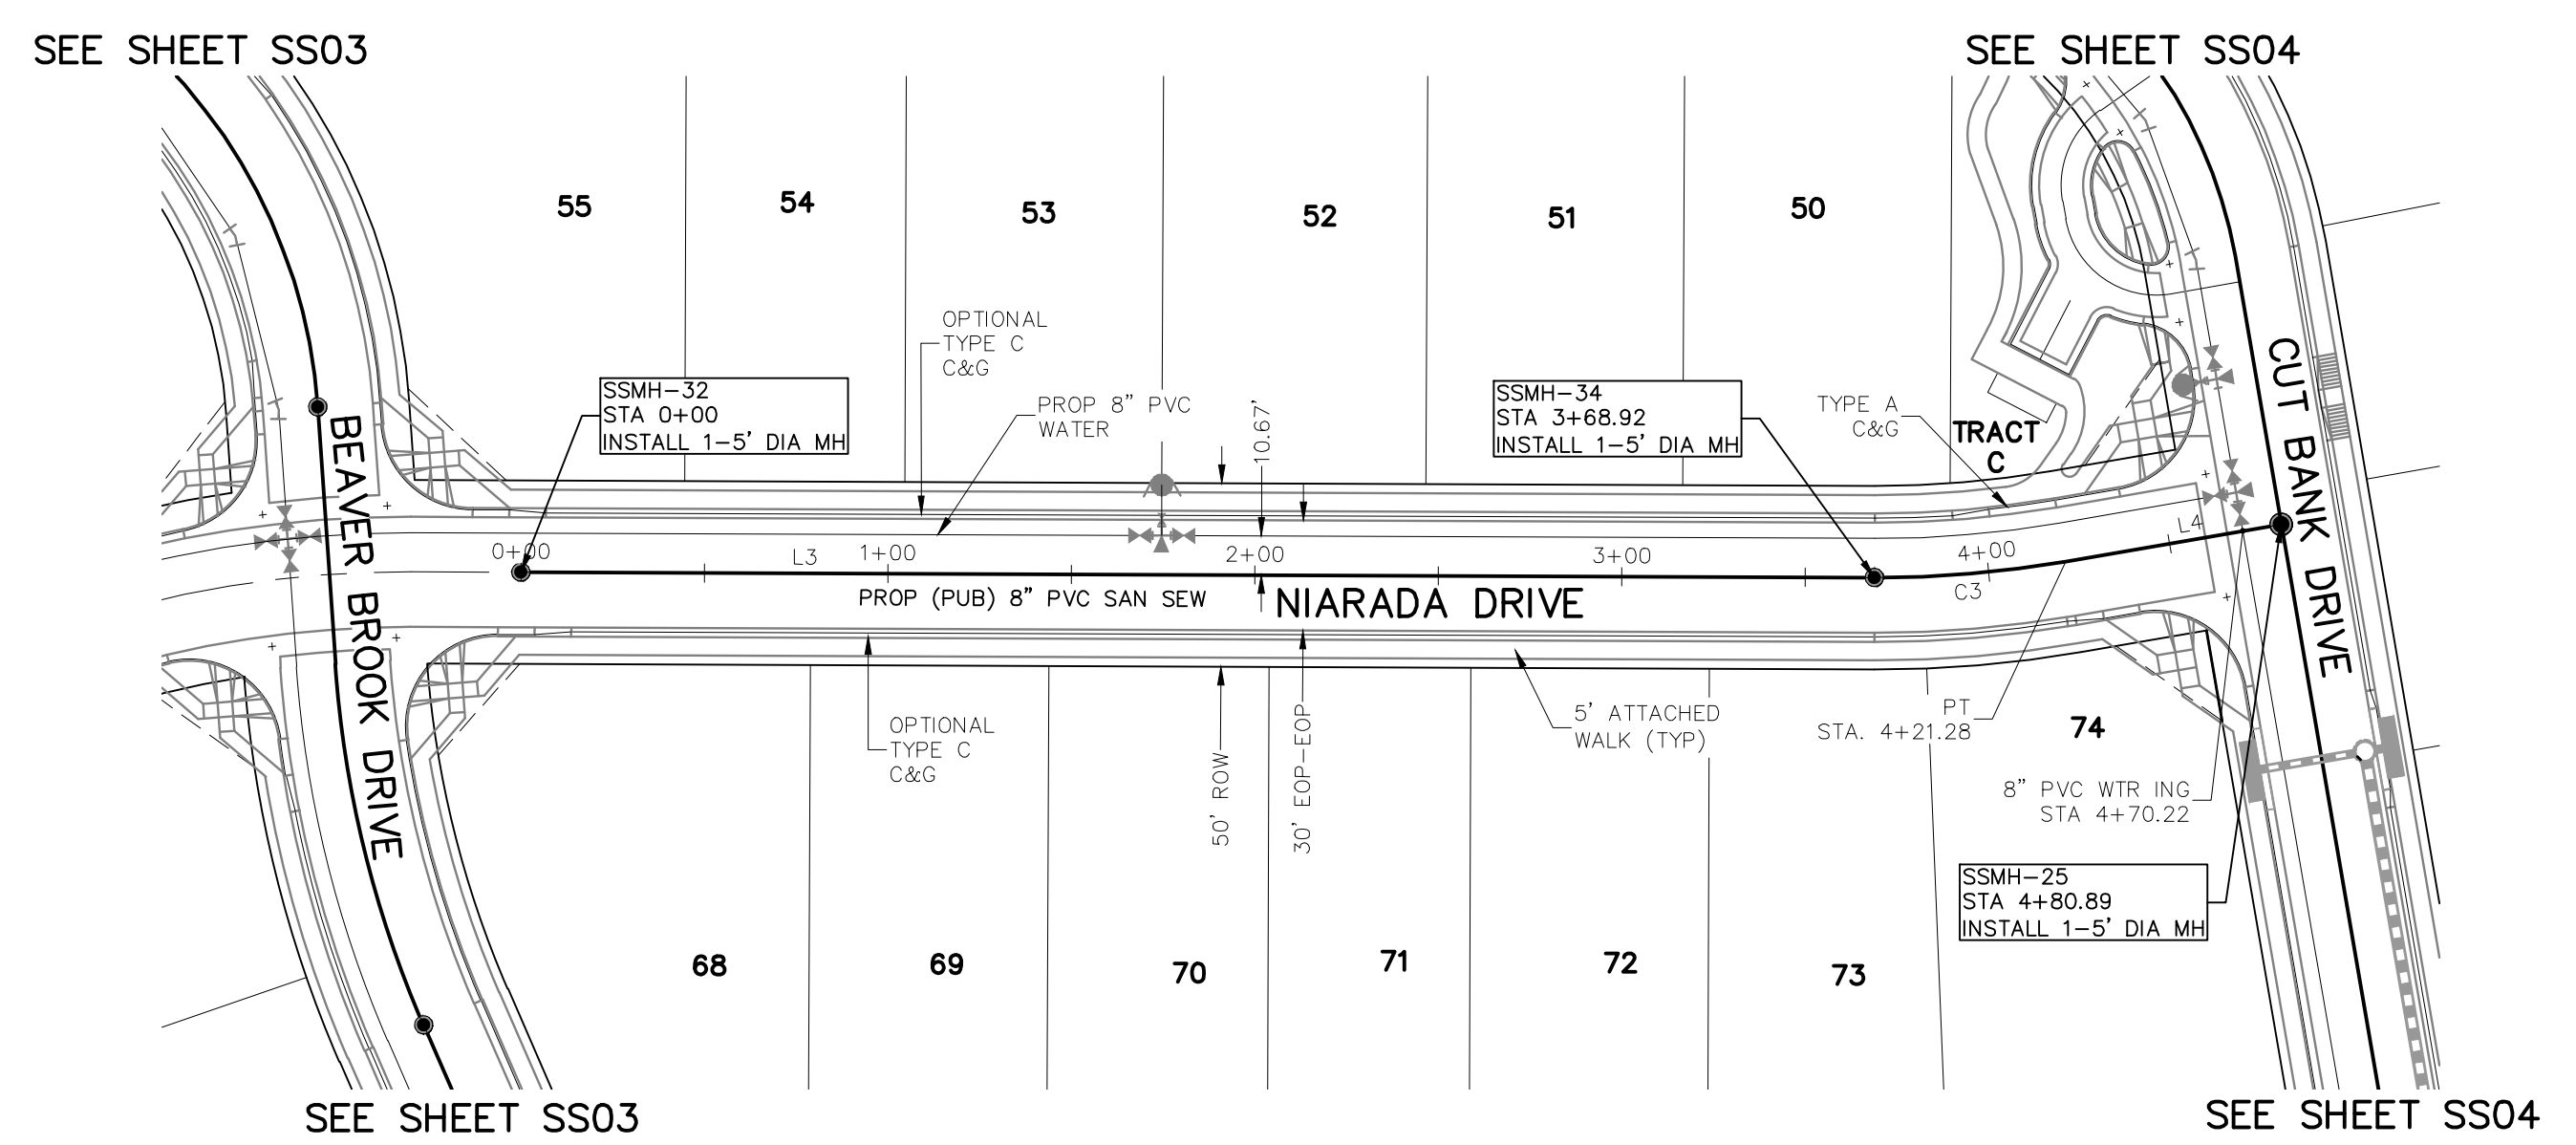 SEE SHEET SS03
SEE SHEET SS04
55
54
53
52
51
50
OPTIONAL
TYPE C
C&G
SSMH-32
STA 0+00
INSTALL 1-5' DIA MH
PROP 8" PVC
WATER
10.67'
SSMH-34
STA 3+68.92
INSTALL 1-5' DIA MH
TYPE A
C&G
TRACT
C
CUT BANK DRIVE
BEAVER BROOK DRIVE
0+00
L3
1+00
2+00
3+00
4+00
L4
C3
PROP (PUB) 8" PVC SAN SEW
NIARADA DRIVE
OPTIONAL
TYPE C
C&G
50' ROW
30' EOP-EOP
5' ATTACHED
WALK (TYP)
PT
STA. 4+21.28
74
8" PVC WTR ING
STA 4+70.22
SSMH-25
STA 4+80.89
INSTALL 1-5' DIA MH
68
69
70
71
72
73
SEE SHEET SS03
SEE SHEET SS04